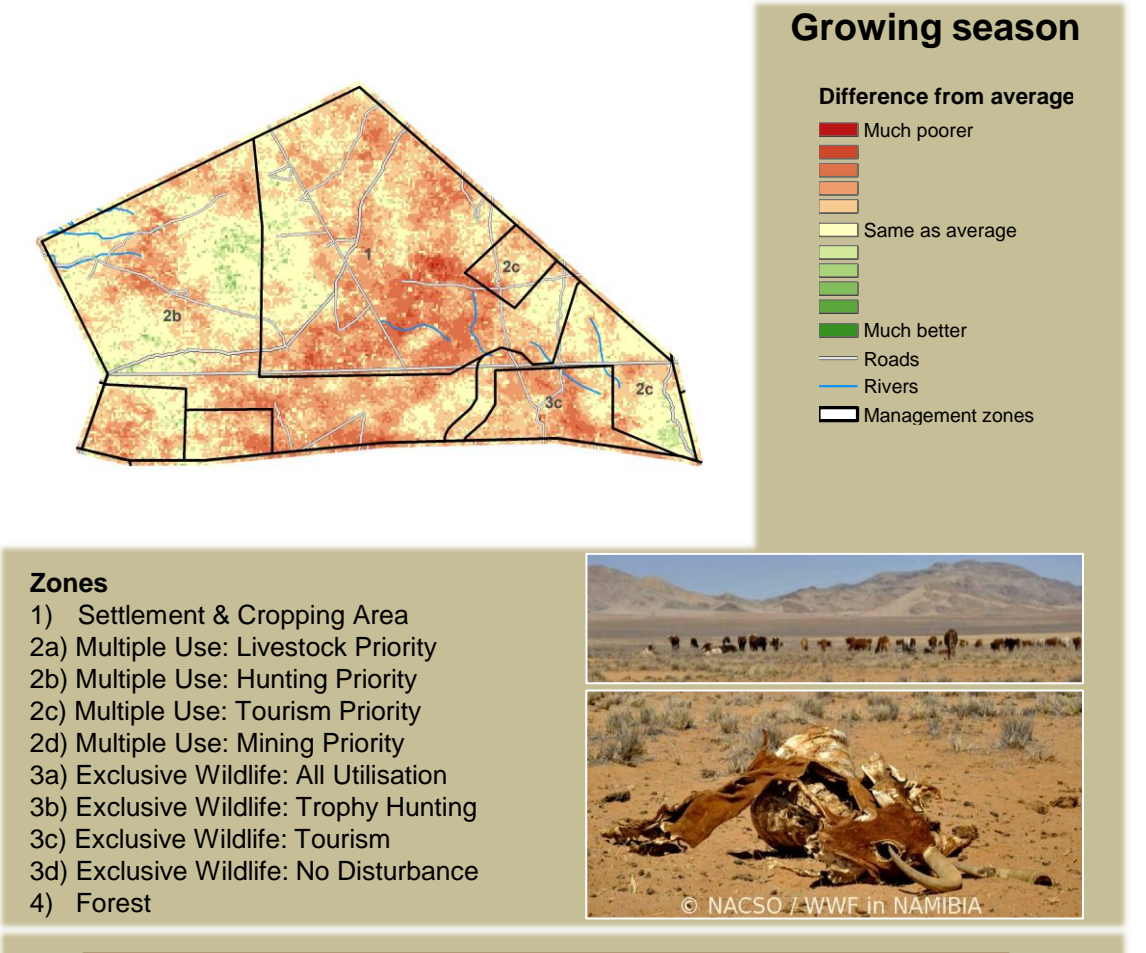 Growing season
Difference from average
Much poorer
Same as average
Much better
Roads
Rivers
Management zones
1
2c
2b
2c
3c
Zones
1) Settlement & Cropping Area
2a) Multiple Use: Livestock Priority
2b) Multiple Use: Hunting Priority
2c) Multiple Use: Tourism Priority
2d) Multiple Use: Mining Priority
3a) Exclusive Wildlife: All Utilisation
3b) Exclusive Wildlife: Trophy Hunting
3c) Exclusive Wildlife: Tourism
3d) Exclusive Wildlife: No Disturbance
4) Forest
© NACSO / WWF in NAMIBIA